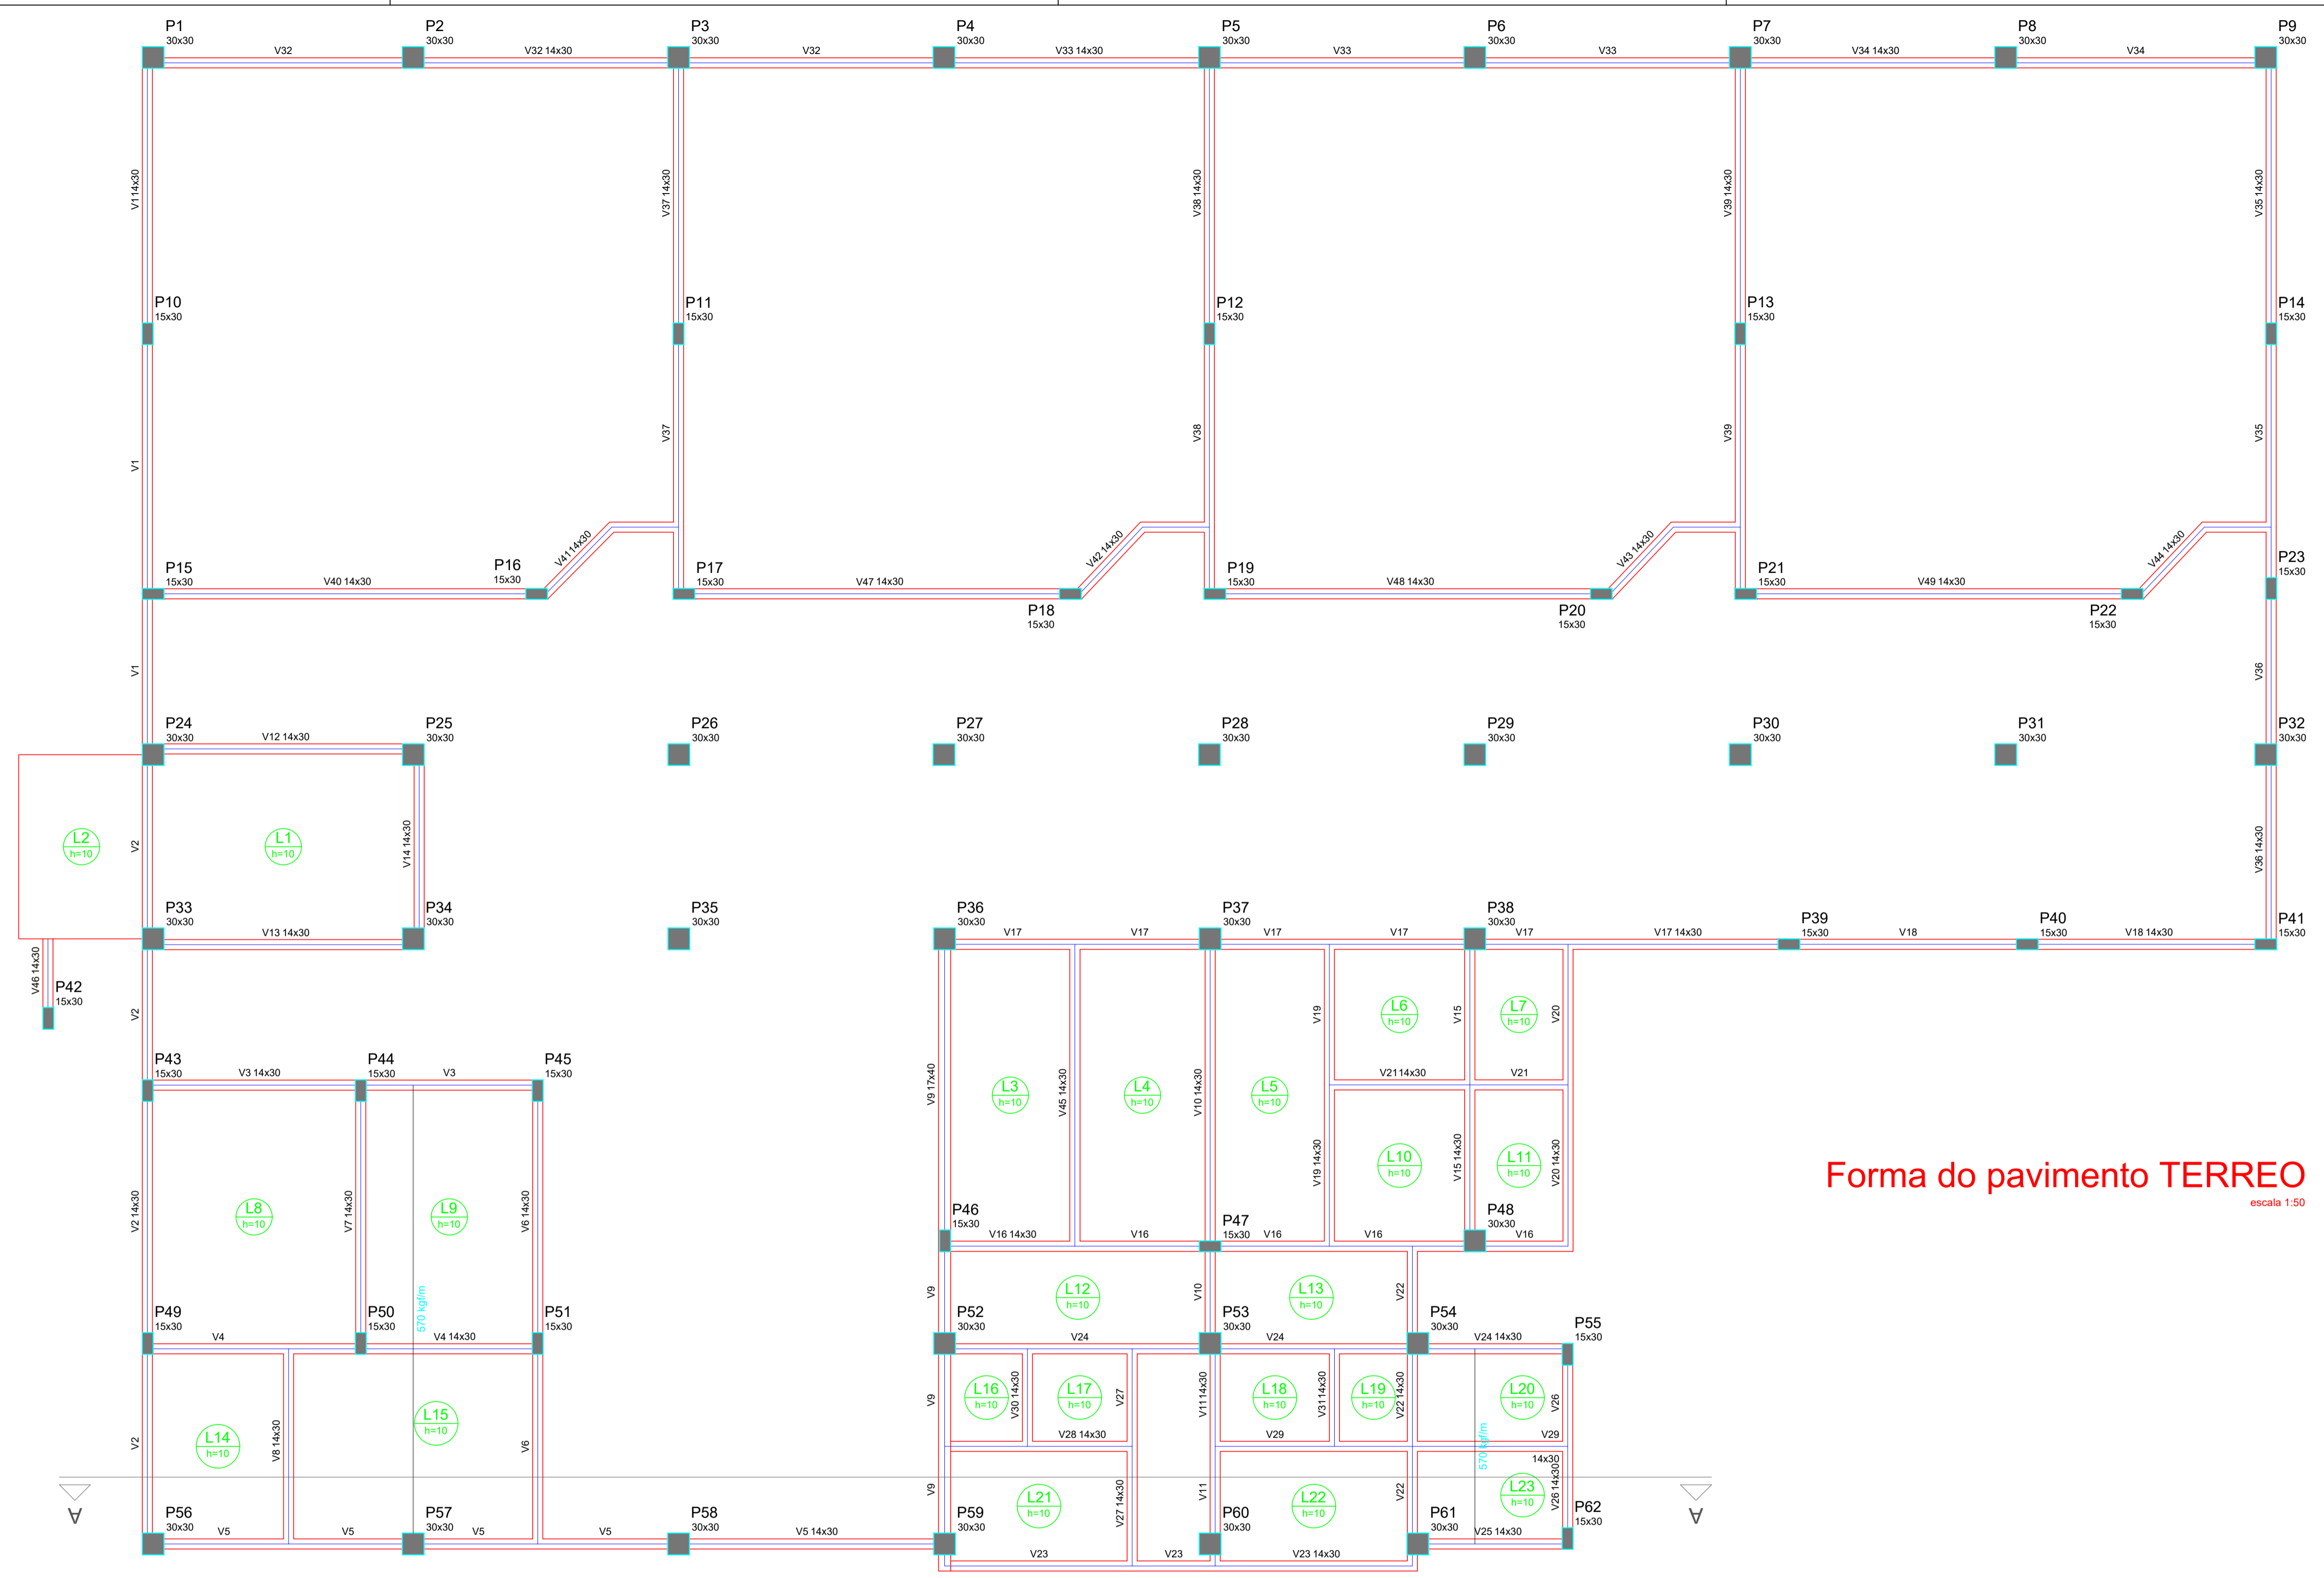 P1 P2 P3 P4 P5 P6 P7 P8 P9
30x30 30x30 30x30 30x30 30x30 30x30 30x30 30x30 30x30
V32 V32 14x30 V32 V33 14x30 V33 V33 V34 14x30 V34
V1 14x30 V37 14x30 V38 14x30 V39 14x30 V35 14x30
P10 P11 P12 P13 P14
15x30 15x30 15x30 15x30 15x30
V1 V37 V38 V39 V35
V41 14x30 V42 14x30 V43 14x30 V44 14x30
P15 P16 P17 P19 P21 P23
15x30 15x30 15x30 15x30 15x30 15x30
V40 14x30 V47 14x30 V48 14x30 V49 14x30
P18 P20 P22
15x30 15x30 15x30
V1 V36
P24 P25 P26 P27 P28 P29 P30 P31 P32
30x30 30x30 30x30 30x30 30x30 30x30 30x30 30x30 30x30
V12 14x30
L2 V2 L1 V14 14x30 V36 14x30
h=10 h=10
P33 P34 P35 P36 P37 P38 P39 P40 P41
30x30 30x30 30x30 30x30 30x30 30x30 15x30 15x30 15x30
V13 14x30 V17 V17 V17 V17 V17 V17 14x30 V18 V18 14x30
V46 14x30
P42
15x30
V2 V19 L6 V15 L7 V20
h=10 h=10
P43 P44 P45
15x30 15x30 15x30
V3 14x30 V3 V21 14x30 V21
V9 17x40 L3 V45 14x30 L4 V10 14x30 L5
h=10 h=10 h=10
V19 14x30 L10 V15 14x30 L11 V20 14x30
h=10 h=10
Forma do pavimento TERREO
escala 1:50
V2 14x30 L8 V7 14x30 L9 V6 14x30
h=10 h=10
P46 P47 P48
15x30 15x30 30x30
V16 14x30 V16 V16 V16 V16
V9 L12 V10 L13 V22
h=10 h=10
570 kgf/m
P49 P50 P51 P52 P53 P54 P55
15x30 15x30 15x30 30x30 30x30 30x30 15x30
V4 V4 14x30 V24 V24 V24 14x30
V9 L16 V30 14x30 L17 V27 V11 14x30 L18 V31 14x30 L19 V22 14x30 L20 V26
h=10 h=10 h=10 h=10 h=10
V2 L14 V8 14x30 L15 V6 V28 14x30 V29 V29
h=10 h=10
570 kgf/m
14x30
V9 L21 V27 14x30 V11 L22 V22 L23 V26 14x30
h=10 h=10 h=10
A A
P56 P57 P58 P59 P60 P61 P62
30x30 30x30 30x30 30x30 30x30 30x30 15x30
V5 V5 V5 V5 V5 14x30 V25 14x30
V23 V23 V23 14x30